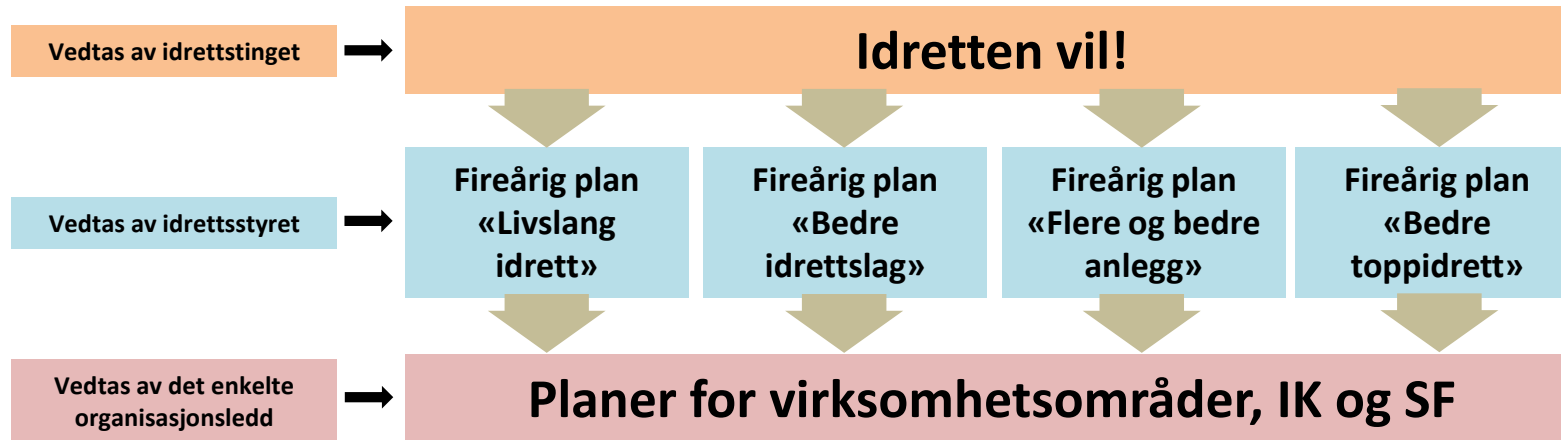 Vedtas av idrettstinget
Idretten vil!
Vedtas av idrettsstyret
Fireårig plan
«Livslang
idrett»
Fireårig plan
«Bedre
idrettslag»
Fireårig plan
«Flere og bedre
anlegg»
Fireårig plan
«Bedre
toppidrett»
Vedtas av det enkelte
organisasjonsledd
Planer for virksomhetsområder, IK og SF